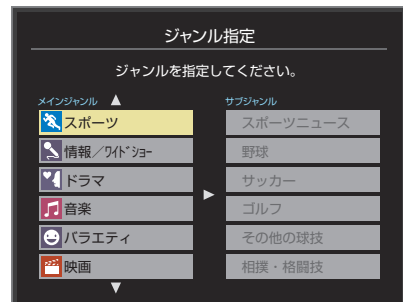 ジャンル指定
ジャンルを指定してください。
メインジャンル
スポーツ
情報／ﾜｲﾄﾞｼｮｰ
ドラマ
音楽
バラエティ
映画
サブジャンル
スポーツニュース
野球
サッカー
ゴルフ
その他の球技
相撲・格闘技